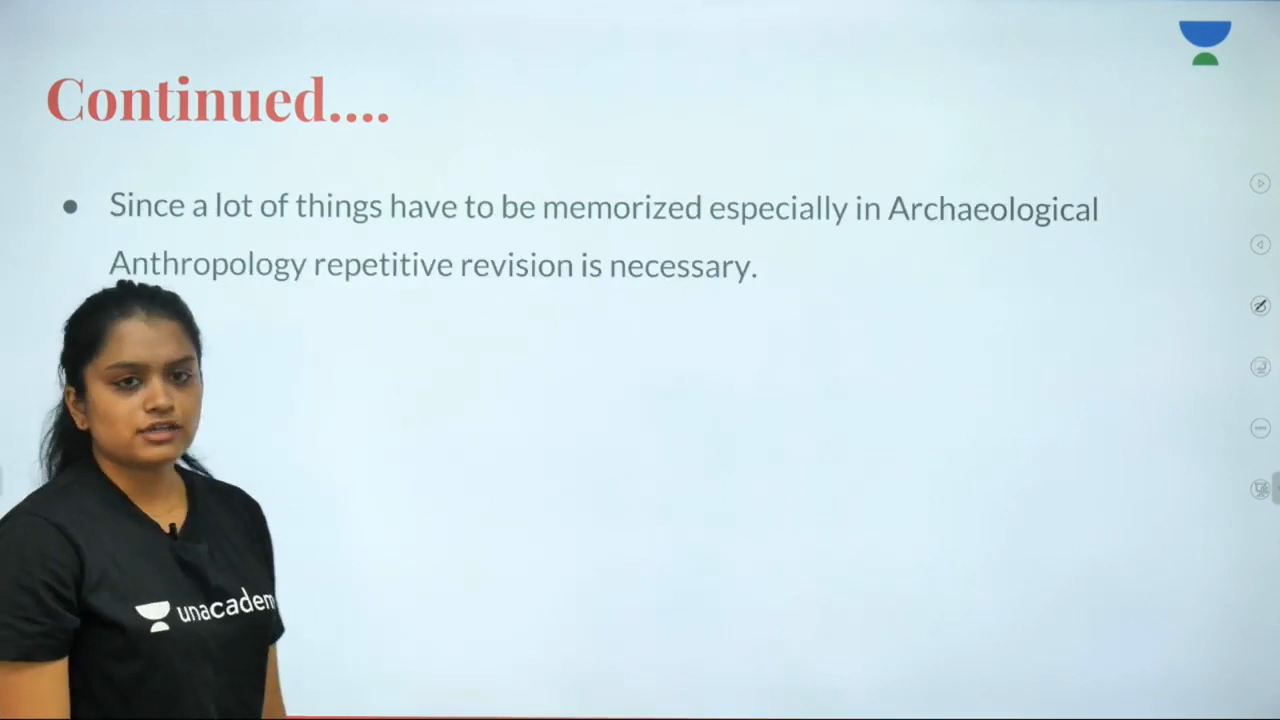 Continued....
● Since a lot of things have to be memorized especially in Archaeological
Anthropology repetitive revision is necessary.
unacadem